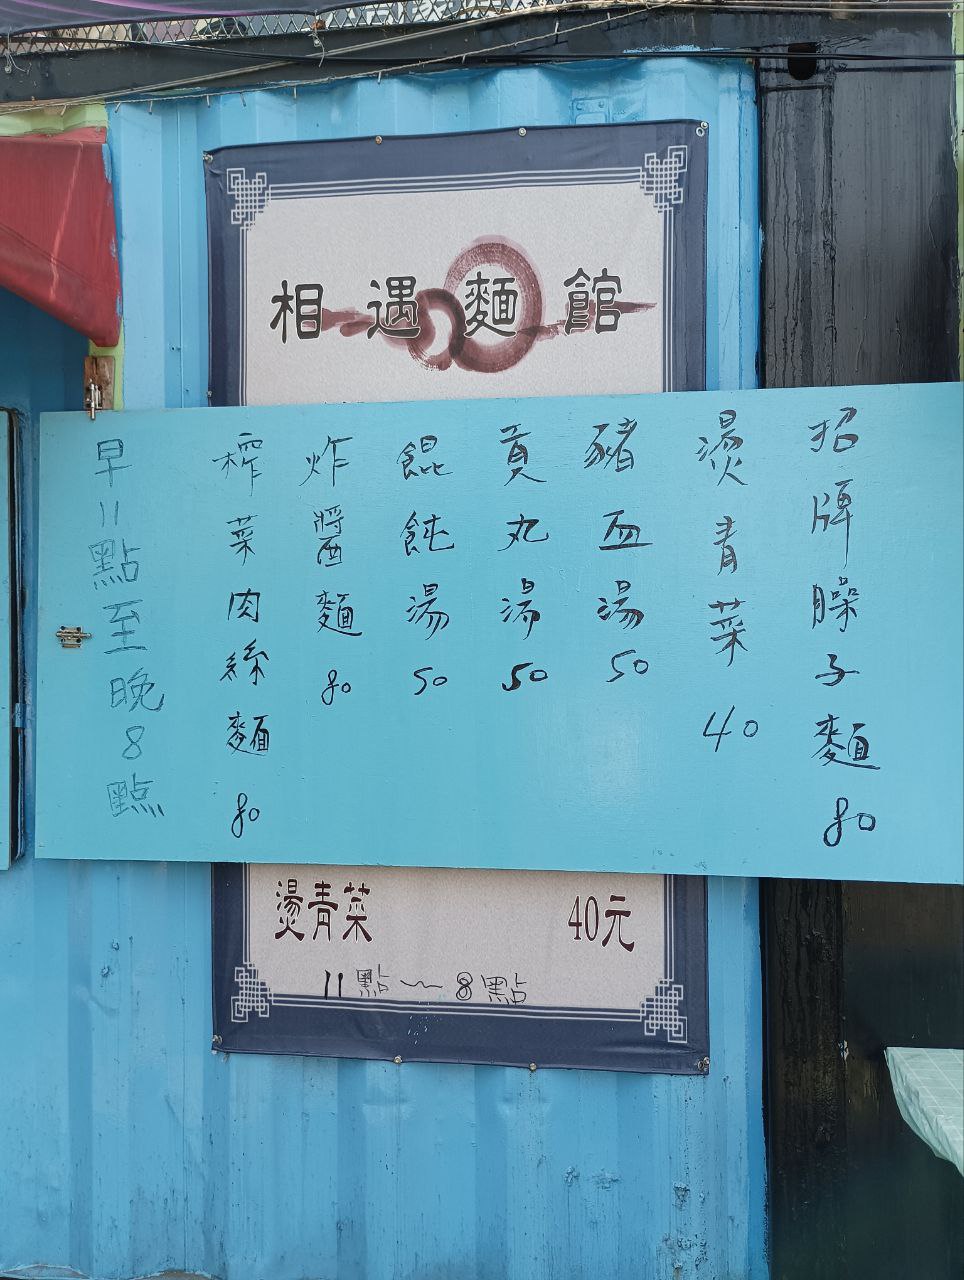 相遇麵館
招牌臊子麵 80
燙青菜 40
豬血湯 50
貢丸湯 50
餛飩湯 50
炸醬麵 80
榨菜肉絲麵 80
早11點至晚8點
燙青菜 40元
11點～8點